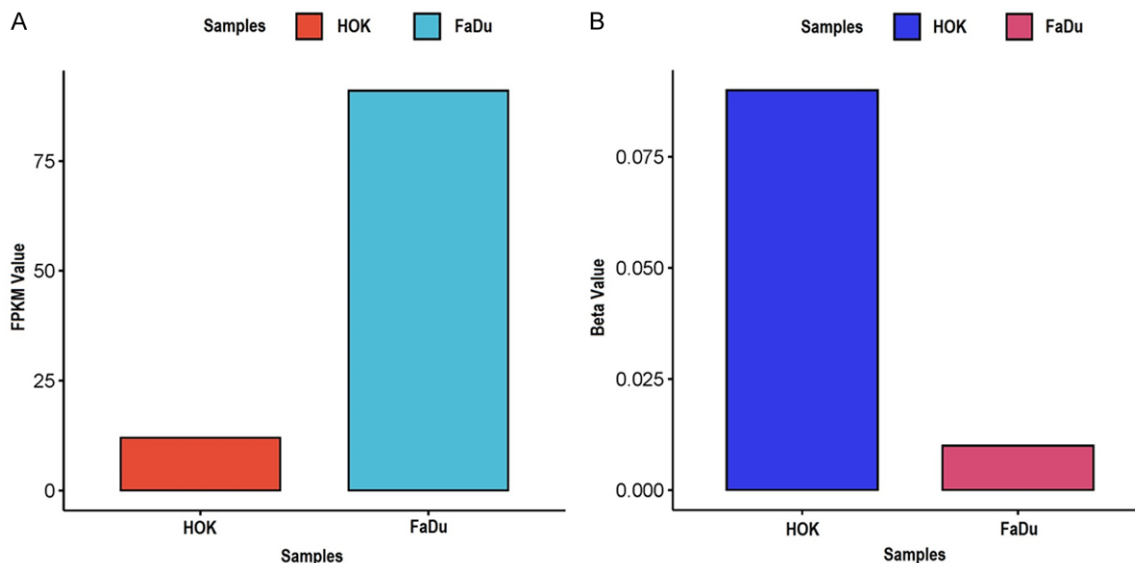 A
Samples HOK FaDu
75
50
25
0
FPKM Value
HOK FaDu
Samples
B
Samples HOK FaDu
0.075
0.050
0.025
0.000
Beta Value
HOK FaDu
Samples